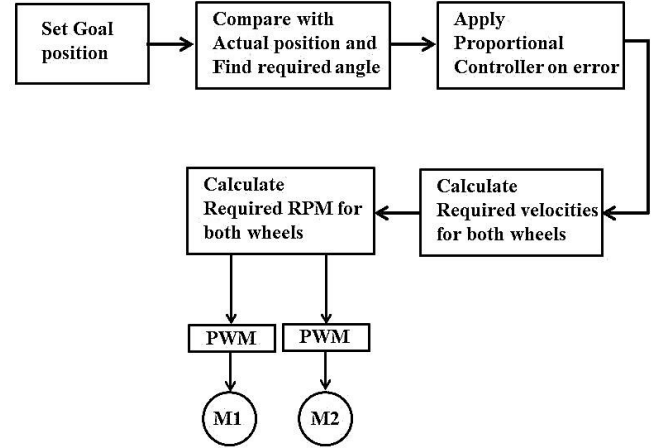 Set Goal
position
Compare with
Actual position and
Find required angle
Apply
Proportional
Controller on error
Calculate
Required RPM for
both wheels
Calculate
Required velocities
for both wheels
PWM
PWM
M1
M2